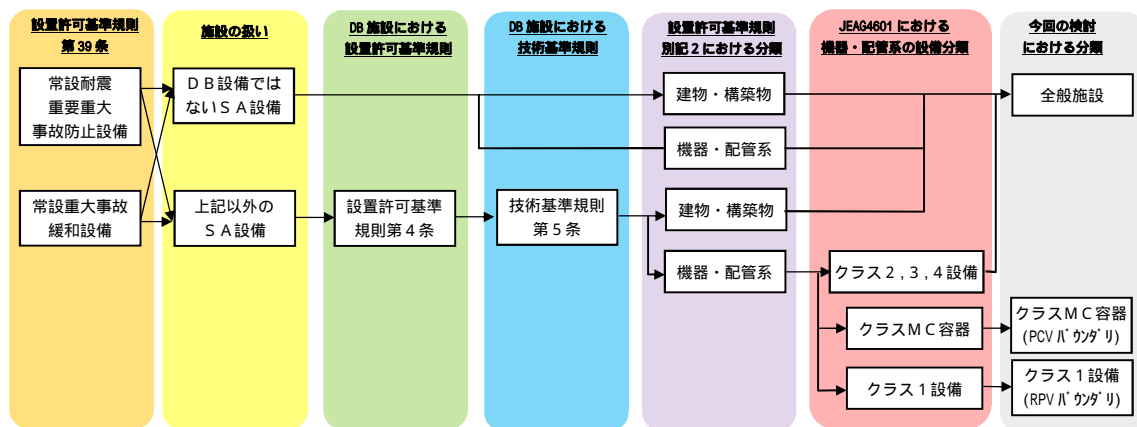 設置許可基準規則
第39条
施設の扱い
DB施設における
設置許可基準規則
DB施設における
技術基準規則
設置許可基準規則
別記2における分類
JEAG4601における
機器・配管系の設備分類
今回の検討
における分類
常設耐震
重要重大
事故防止設備
DB設備では
ないSA設備
建物・構築物
全般施設
機器・配管系
常設重大事故
緩和設備
上記以外の
SA設備
設置許可基準
規則第4条
技術基準規則
第5条
建物・構築物
機器・配管系
クラス2,3,4設備
クラスMC容器
クラスMC容器
(PCVバウンダリ)
クラス1設備
クラス1設備
(RPVバウンダリ)